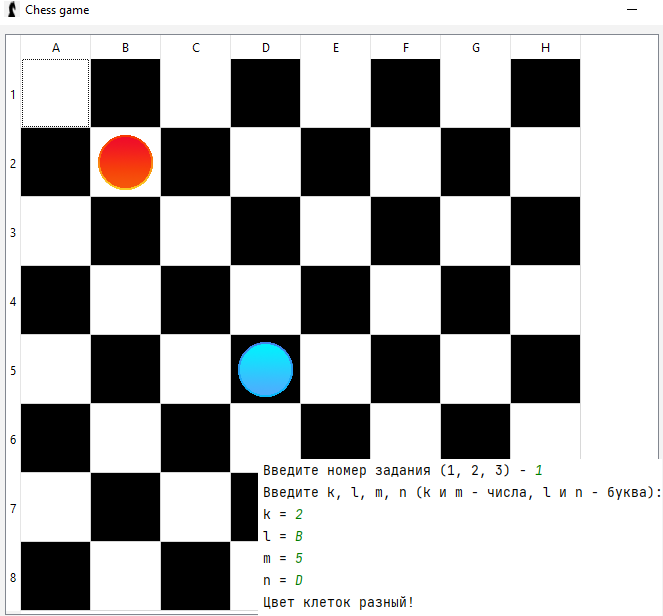 Chess game
A B C D E F G H
1
2
3
4
5
6
7
8
Введите номер задания (1, 2, 3) - 1
Введите k, l, m, n (k и m - числа, l и n - буква):
k = 2
l = B
m = 5
n = D
Цвет клеток разный!